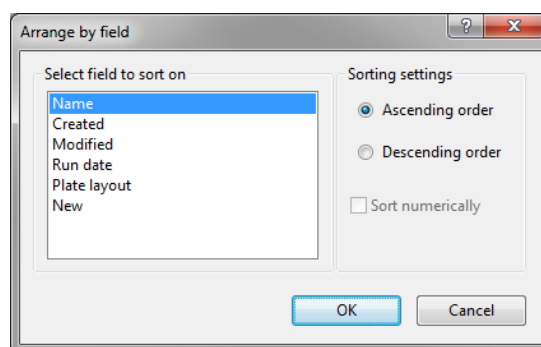 Arrange by field
Select field to sort on
Name
Created
Modified
Run date
Plate layout
New
Sorting settings
Ascending order
Descending order
Sort numerically
OK
Cancel